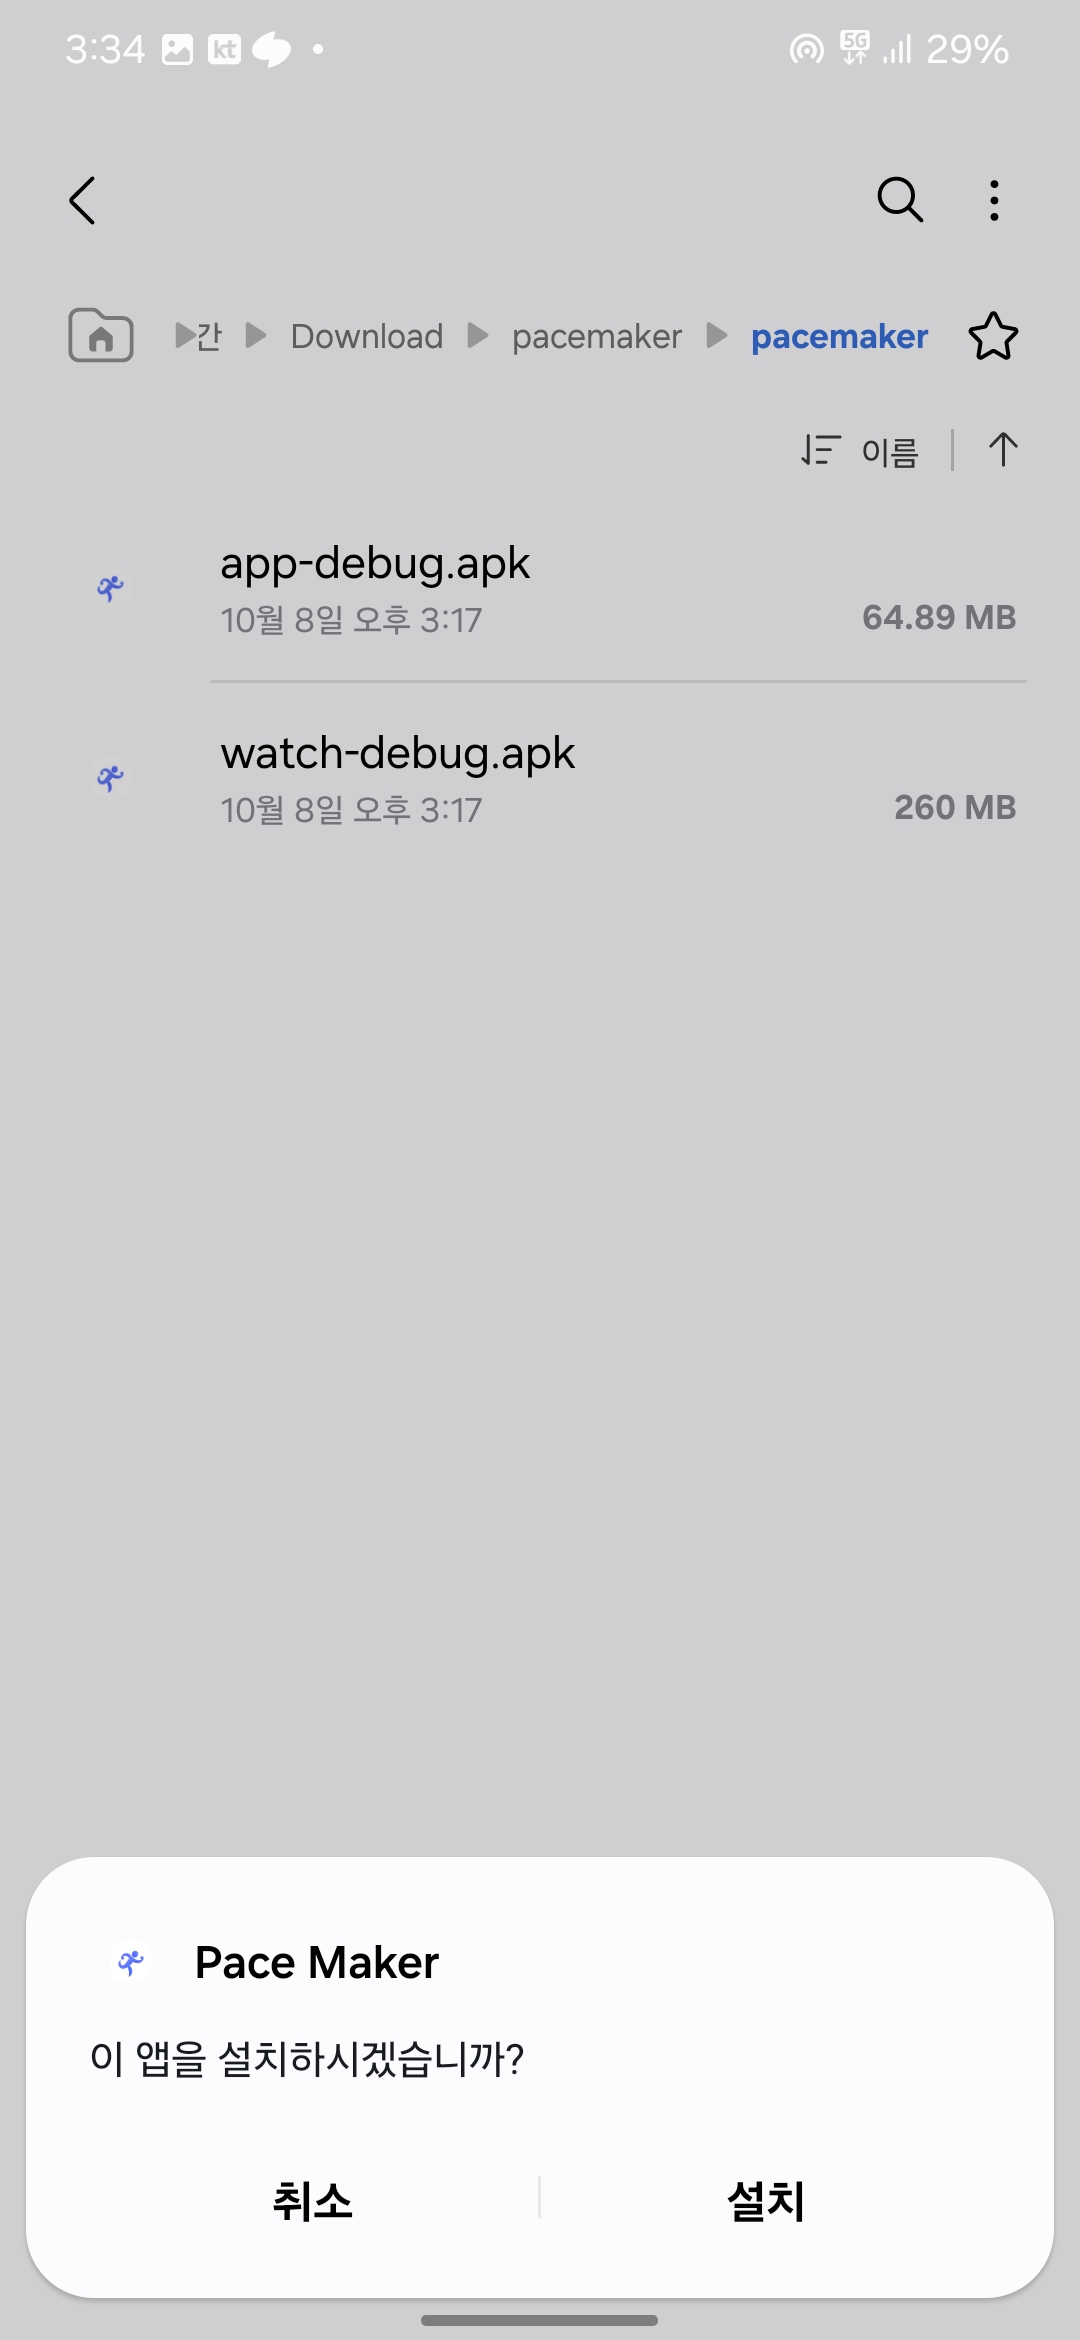 3:34 kt 5G 29%
간 Download pacemaker pacemaker
이름
app-debug.apk
10월 8일 오후 3:17 64.89 MB
watch-debug.apk
10월 8일 오후 3:17 260 MB
Pace Maker
이 앱을 설치하시겠습니까?
취소 설치